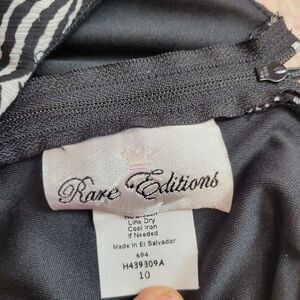 Rare Editions
Line Dry
Cool Iron
If Needed
Made In El Salvador
694
H439309A
10